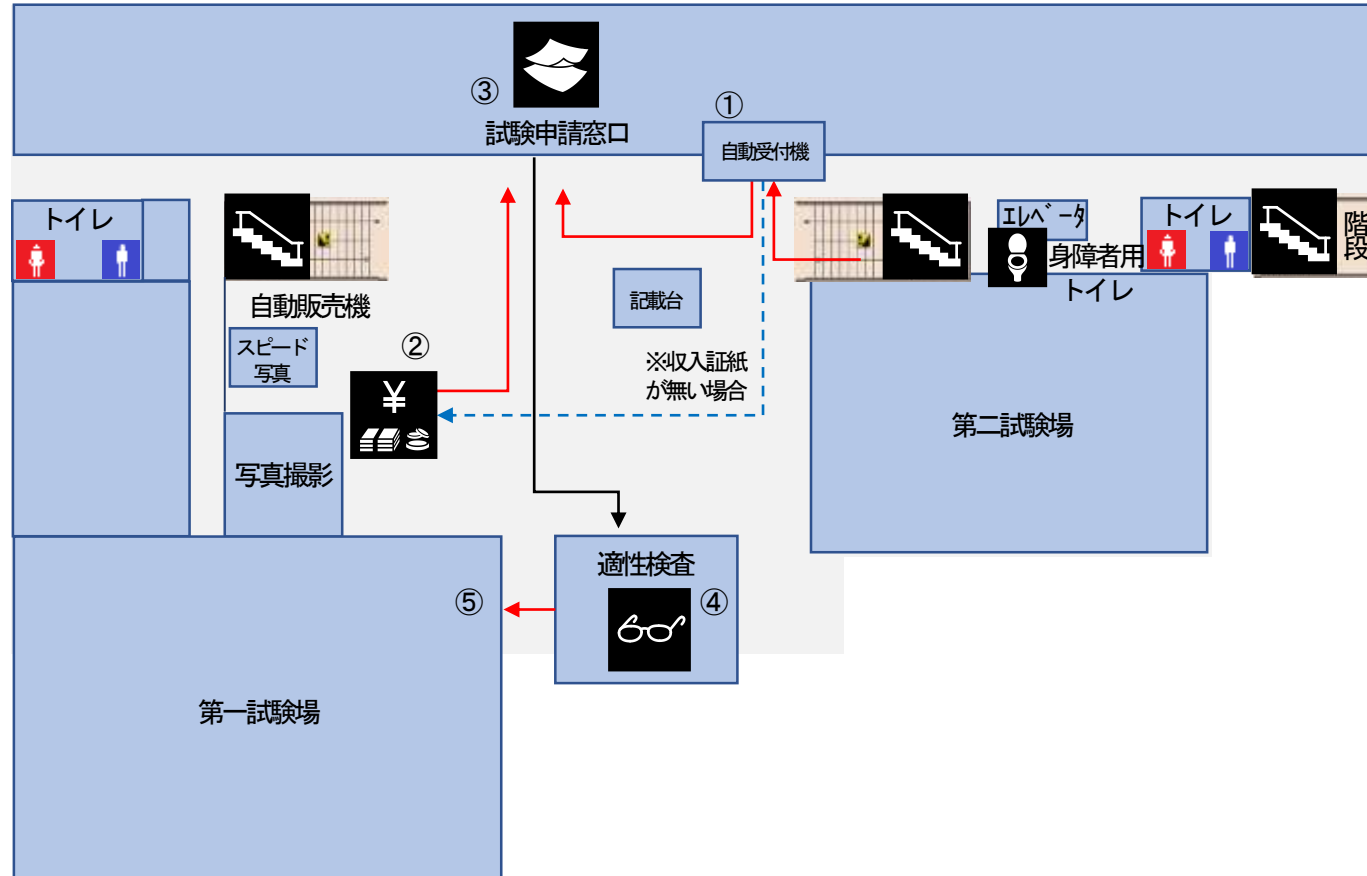 ③
試験申請窓口
①
自動受付機
トイレ
自動販売機
スピード
写真
②
¥
写真撮影
記載台
※収入証紙
が無い場合
エレベータ
身障者用
トイレ
トイレ
階
段
第二試験場
適性検査
④
⑤
第一試験場